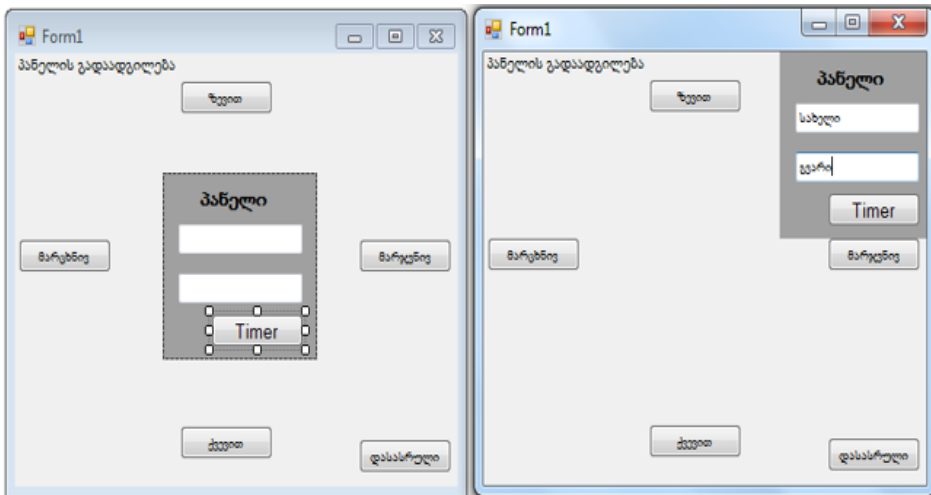 Form1
პანელის გადაადგილება
ზევით
პანელი
მარცხნივ
მარჯვნივ
Timer
ქვევით
დასასრული
Form1
პანელის გადაადგილება
ზევით
პანელი
სახელი
გვარი
Timer
მარცხნივ
მარჯვნივ
ქვევით
დასასრული